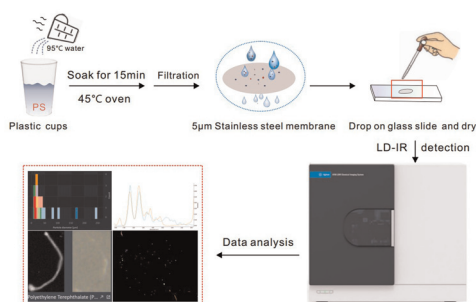 95°C water
PS
Plastic cups
Soak for 15min
45°C oven
Filtration
5μm Stainless steel membrane
Drop on glass slide and dry
LD-IR detection
Data analysis
Polyethylene Terephthalate (P...